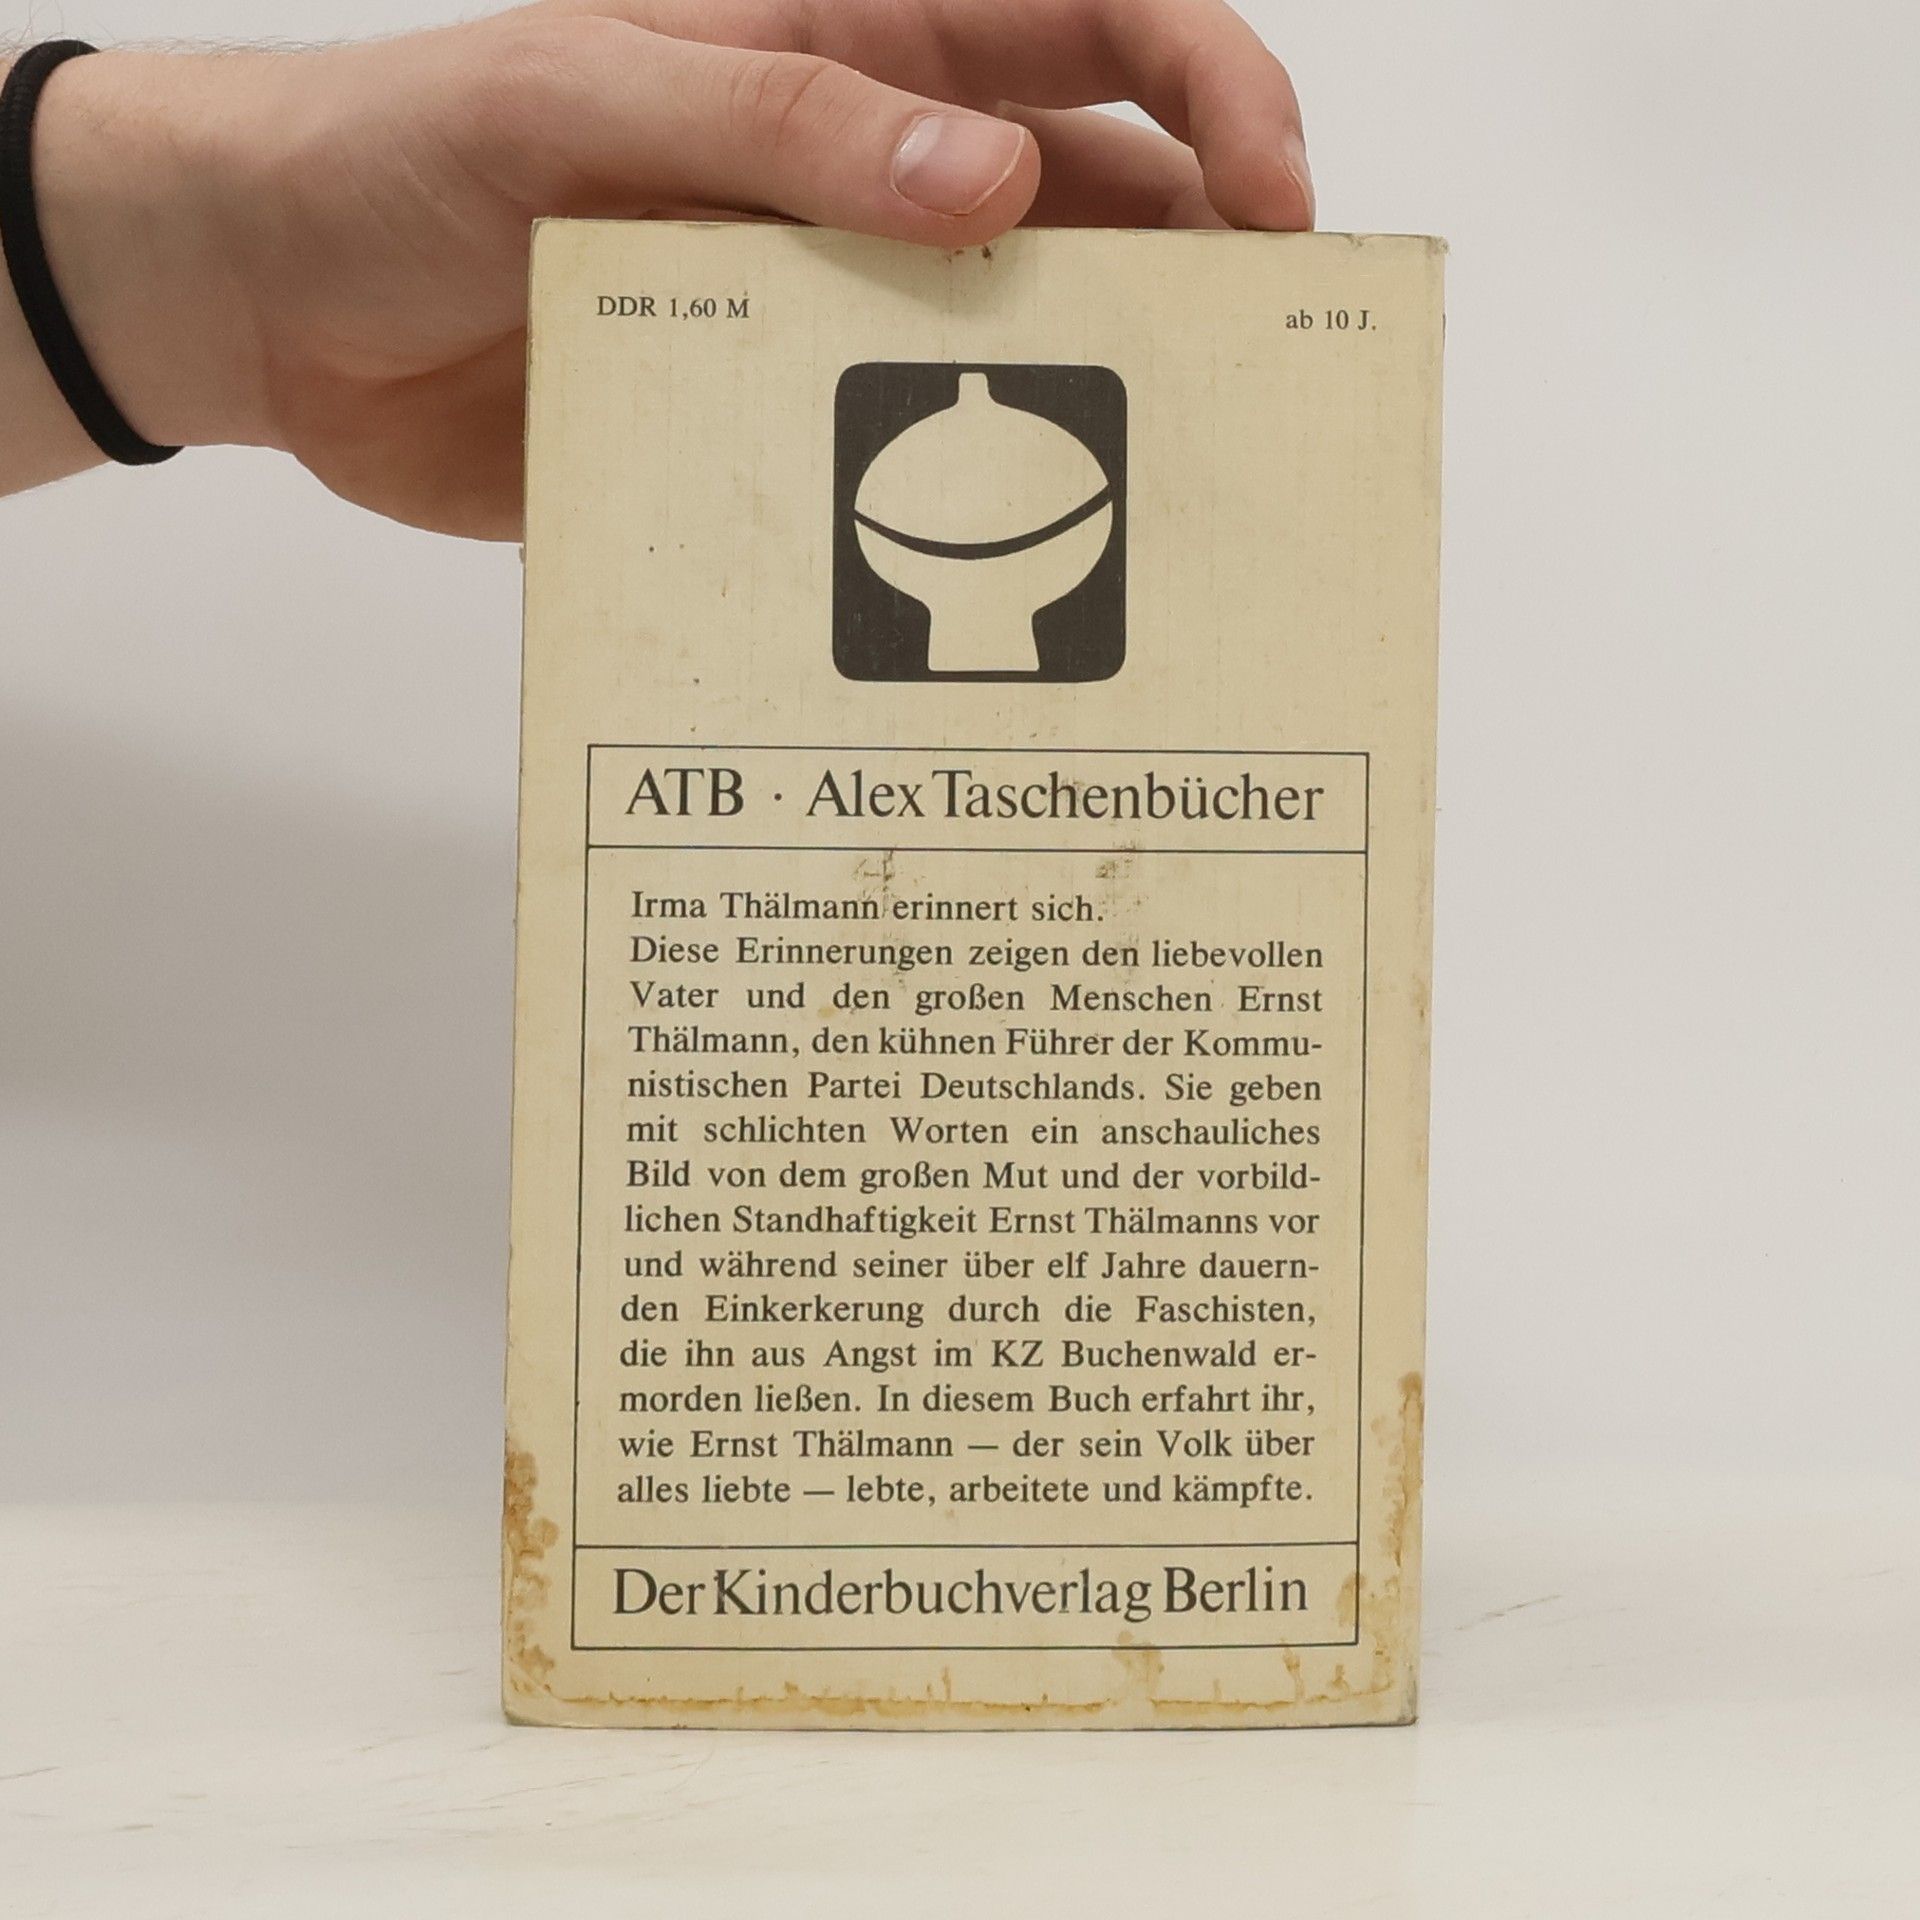 DDR 1,60 M
ab 10 J.
ATB · Alex Taschenbücher
Irma Thälmann erinnert sich.
Diese Erinnerungen zeigen den liebevollen
Vater und den großen Menschen Ernst
Thälmann, den kühnen Führer der Kommu-
nistischen Partei Deutschlands. Sie geben
mit schlichten Worten ein anschauliches
Bild von dem großen Mut und der vorbild-
lichen Standhaftigkeit Ernst Thälmanns vor
und während seiner über elf Jahre dauern-
den Einkerkerung durch die Faschisten,
die ihn aus Angst im KZ Buchenwald er-
morden ließen. In diesem Buch erfahrt ihr,
wie Ernst Thälmann — der sein Volk über
alles liebte — lebte, arbeitete und kämpfte.
Der Kinderbuchverlag Berlin